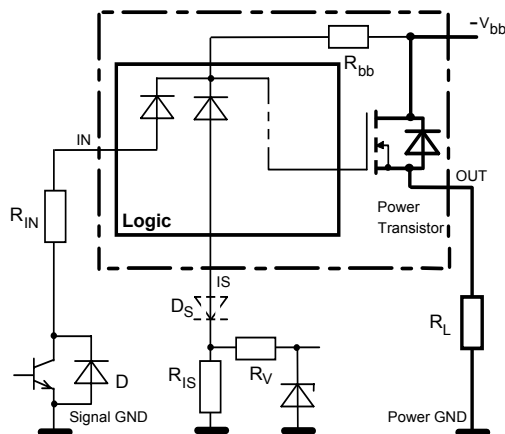 -V_bb
R_bb
IN
OUT
Logic
Power
Transistor
R_IN
IS
D_S
R_L
D
R_IS
R_V
Signal GND
Power GND